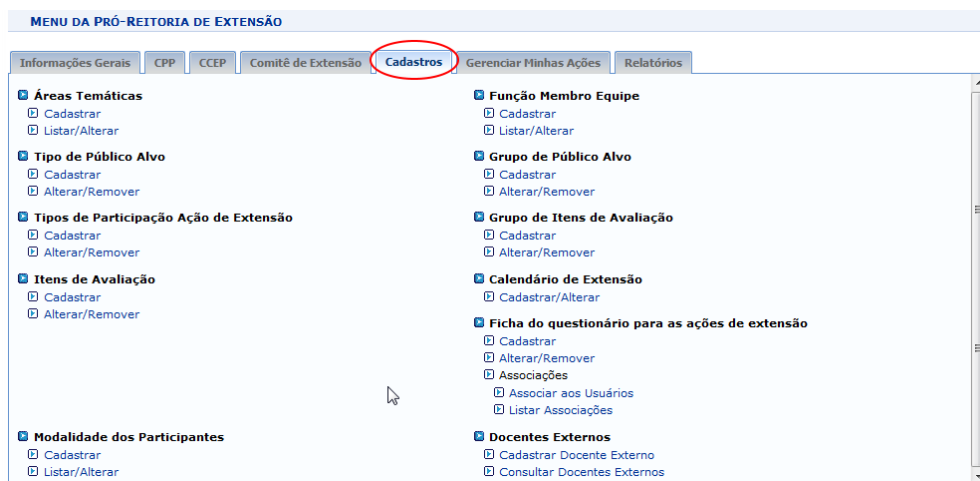 MENU DA PRÓ-REITORIA DE EXTENSÃO
Informações Gerais CPP CCEP Comitê de Extensão Cadastros Gerenciar Minhas Ações Relatórios
Áreas Temáticas
Cadastrar
Listar/Alterar
Função Membro Equipe
Cadastrar
Listar/Alterar
Tipo de Público Alvo
Cadastrar
Alterar/Remover
Grupo de Público Alvo
Cadastrar
Alterar/Remover
Tipos de Participação Ação de Extensão
Cadastrar
Alterar/Remover
Grupo de Itens de Avaliação
Cadastrar
Alterar/Remover
Itens de Avaliação
Cadastrar
Alterar/Remover
Calendário de Extensão
Cadastrar/Alterar
Ficha do questionário para as ações de extensão
Cadastrar
Alterar/Remover
Associações
Associar aos Usuários
Listar Associações
Modalidade dos Participantes
Cadastrar
Listar/Alterar
Docentes Externos
Cadastrar Docente Externo
Consultar Docentes Externos